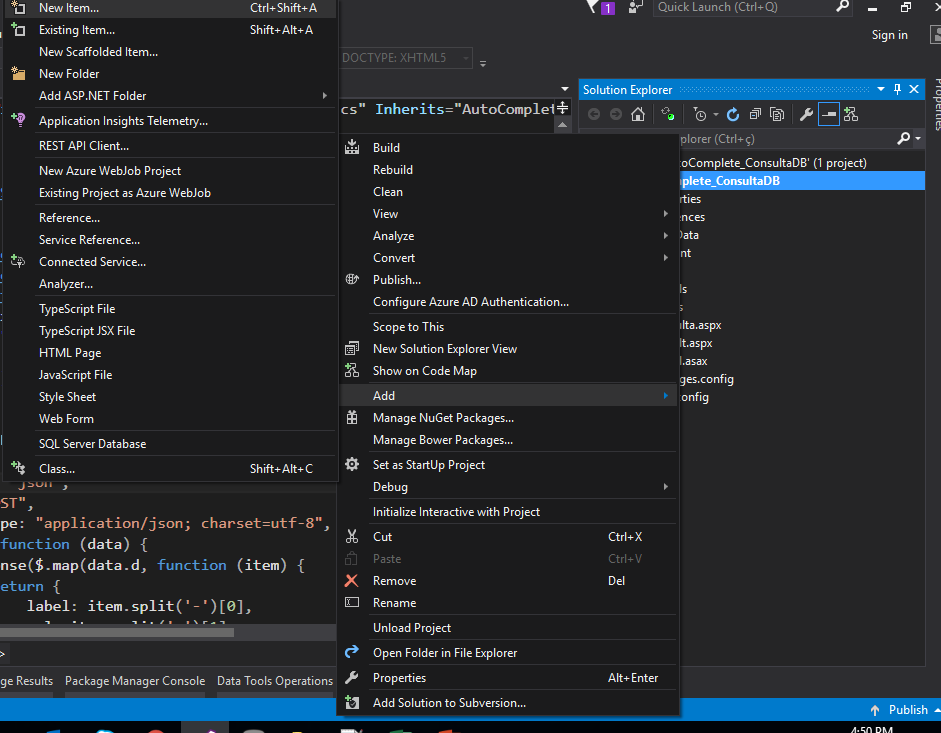 New Item... Ctrl+Shift+A
Existing Item... Shift+Alt+A
New Scaffolded Item...
New Folder
Add ASP.NET Folder
Application Insights Telemetry...
REST API Client...
New Azure WebJob Project
Existing Project as Azure WebJob
Reference...
Service Reference...
Connected Service...
Analyzer...
TypeScript File
TypeScript JSX File
HTML Page
JavaScript File
Style Sheet
Web Form
SQL Server Database
Class... Shift+Alt+C
1
Quick Launch (Ctrl+Q)
Sign in
DOCTYPE: XHTML5
cs" Inherits="AutoComplet
Build
Rebuild
Clean
View
Analyze
Convert
Publish...
Configure Azure AD Authentication...
Scope to This
New Solution Explorer View
Show on Code Map
Add
Manage NuGet Packages...
Manage Bower Packages...
Set as StartUp Project
Debug
Initialize Interactive with Project
Cut Ctrl+X
Paste Ctrl+V
Remove Del
Rename
Unload Project
Open Folder in File Explorer
Properties Alt+Enter
Add Solution to Subversion...
Solution Explorer
plorer (Ctrl+ç)
oComplete_ConsultaDB' (1 project)
plete_ConsultaDB
rties
ences
Data
nt
ls
s
ulta.aspx
lt.aspx
l.asax
ges.config
onfig
Properties
json",
ST",
pe: "application/json; charset=utf-8",
function (data) {
nse($.map(data.d, function (item) {
eturn {
label: item.split('-')[0],
ge Results Package Manager Console Data Tools Operations
Publish
4:50 PM